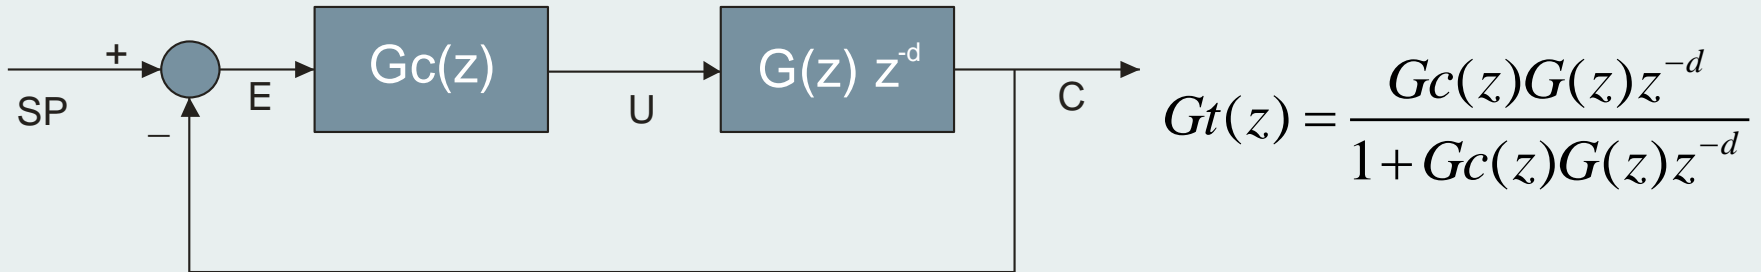 +
SP
−
E
Gc(z)
U
G(z) z^-d
C
Gt(z) = Gc(z)G(z)z^{-d} / 1+Gc(z)G(z)z^{-d}